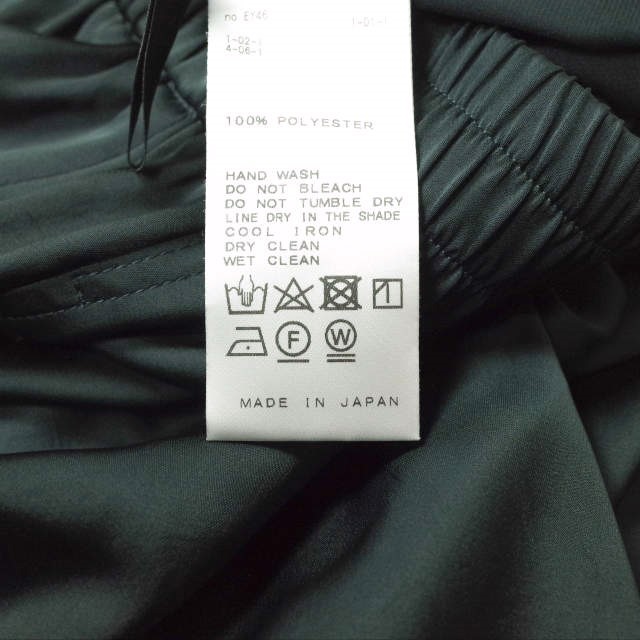 no. EY46 1-01-1
1-02-1
4-06-1
100% POLYESTER
HAND WASH
DO NOT BLEACH
DO NOT TUMBLE DRY
LINE DRY IN THE SHADE
COOL IRON
DRY CLEAN
WET CLEAN
F W
MADE IN JAPAN